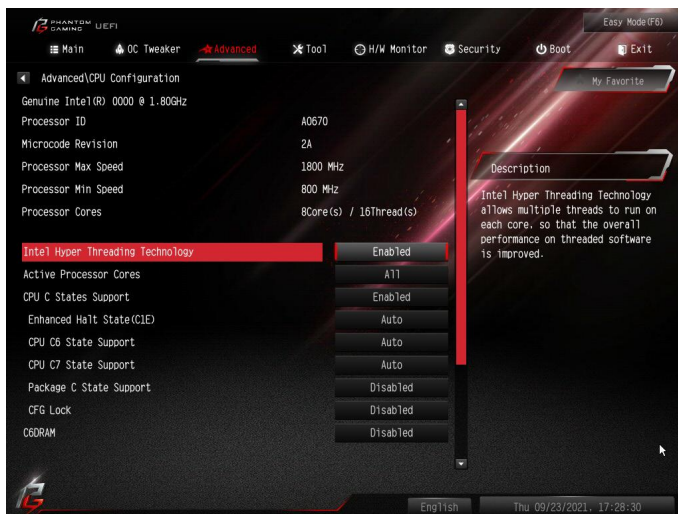 PHANTOM GAMING UEFI
Easy Mode(F6)
Main OC Tweaker Advanced Tool H/W Monitor Security Boot Exit
Advanced\CPU Configuration
My Favorite
Genuine Intel(R) 0000 @ 1.80GHz
Processor ID A0670
Microcode Revision 2A
Processor Max Speed 1800 MHz
Processor Min Speed 800 MHz
Processor Cores 8Core(s) / 16Thread(s)
Intel Hyper Threading Technology Enabled
Active Processor Cores All
CPU C States Support Enabled
Enhanced Halt State(C1E) Auto
CPU C6 State Support Auto
CPU C7 State Support Auto
Package C State Support Disabled
CFG Lock Disabled
C6DRAM Disabled
Description
Intel Hyper Threading Technology
allows multiple threads to run on
each core, so that the overall
performance on threaded software
is improved.
English
Thu 09/23/2021, 17:28:30